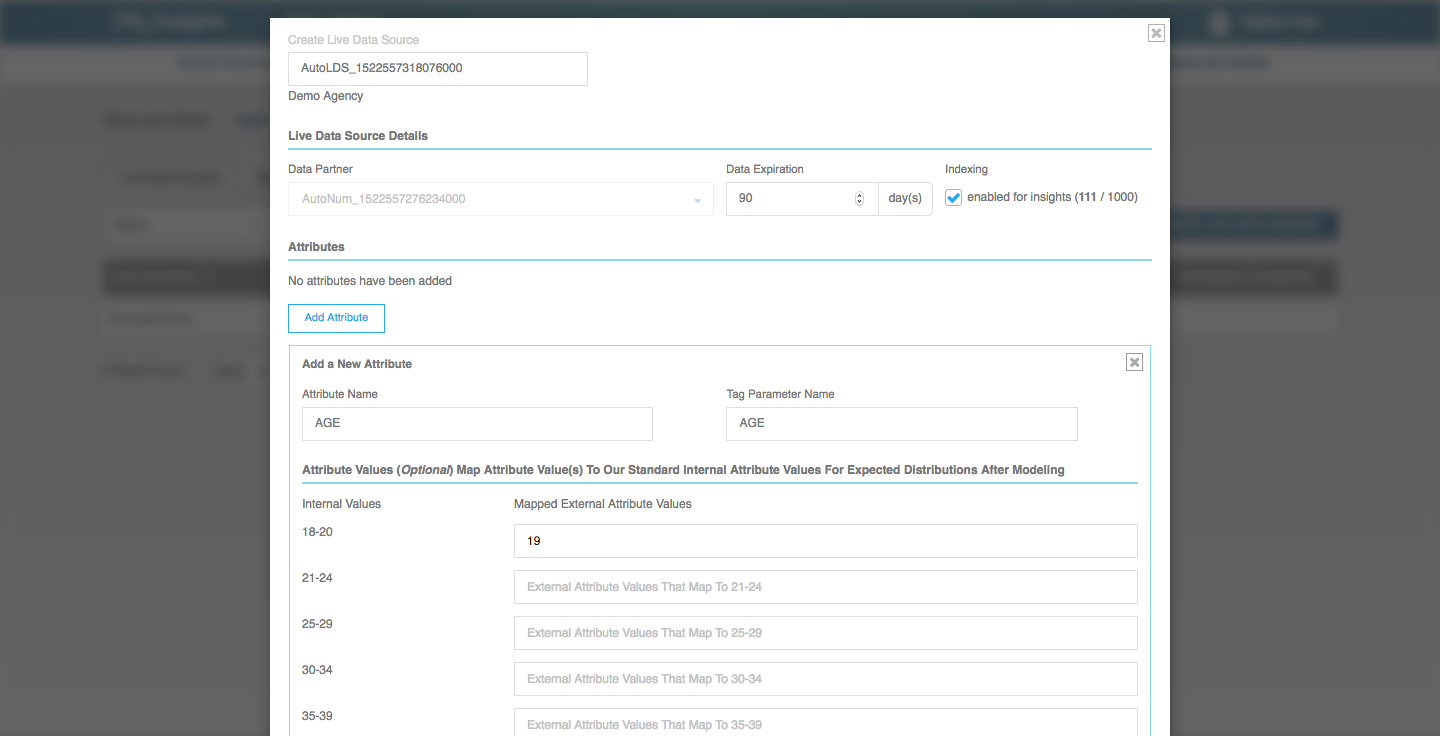 Create Live Data Source
AutoLDS_1522557318076000
Demo Agency
Live Data Source Details
Data Partner
Data Expiration
Indexing
AutoNum_1522557276234000
90
day(s)
enabled for insights (111 / 1000)
Attributes
No attributes have been added
Add Attribute
Add a New Attribute
Attribute Name
Tag Parameter Name
AGE
AGE
Attribute Values (Optional) Map Attribute Value(s) To Our Standard Internal Attribute Values For Expected Distributions After Modeling
Internal Values
Mapped External Attribute Values
18-20
19
21-24
External Attribute Values That Map To 21-24
25-29
External Attribute Values That Map To 25-29
30-34
External Attribute Values That Map To 30-34
35-39
External Attribute Values That Map To 35-39